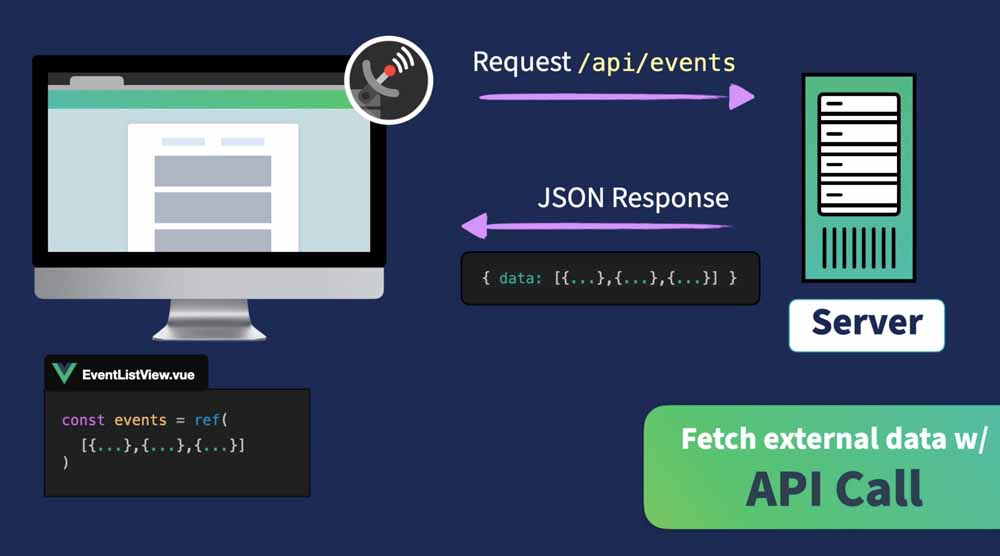 Request /api/events
JSON Response
{ data: [{...},{...},{...}] }
Server
EventListView.vue
const events = ref(
[{...},{...},{...}]
)
Fetch external data w/
API Call